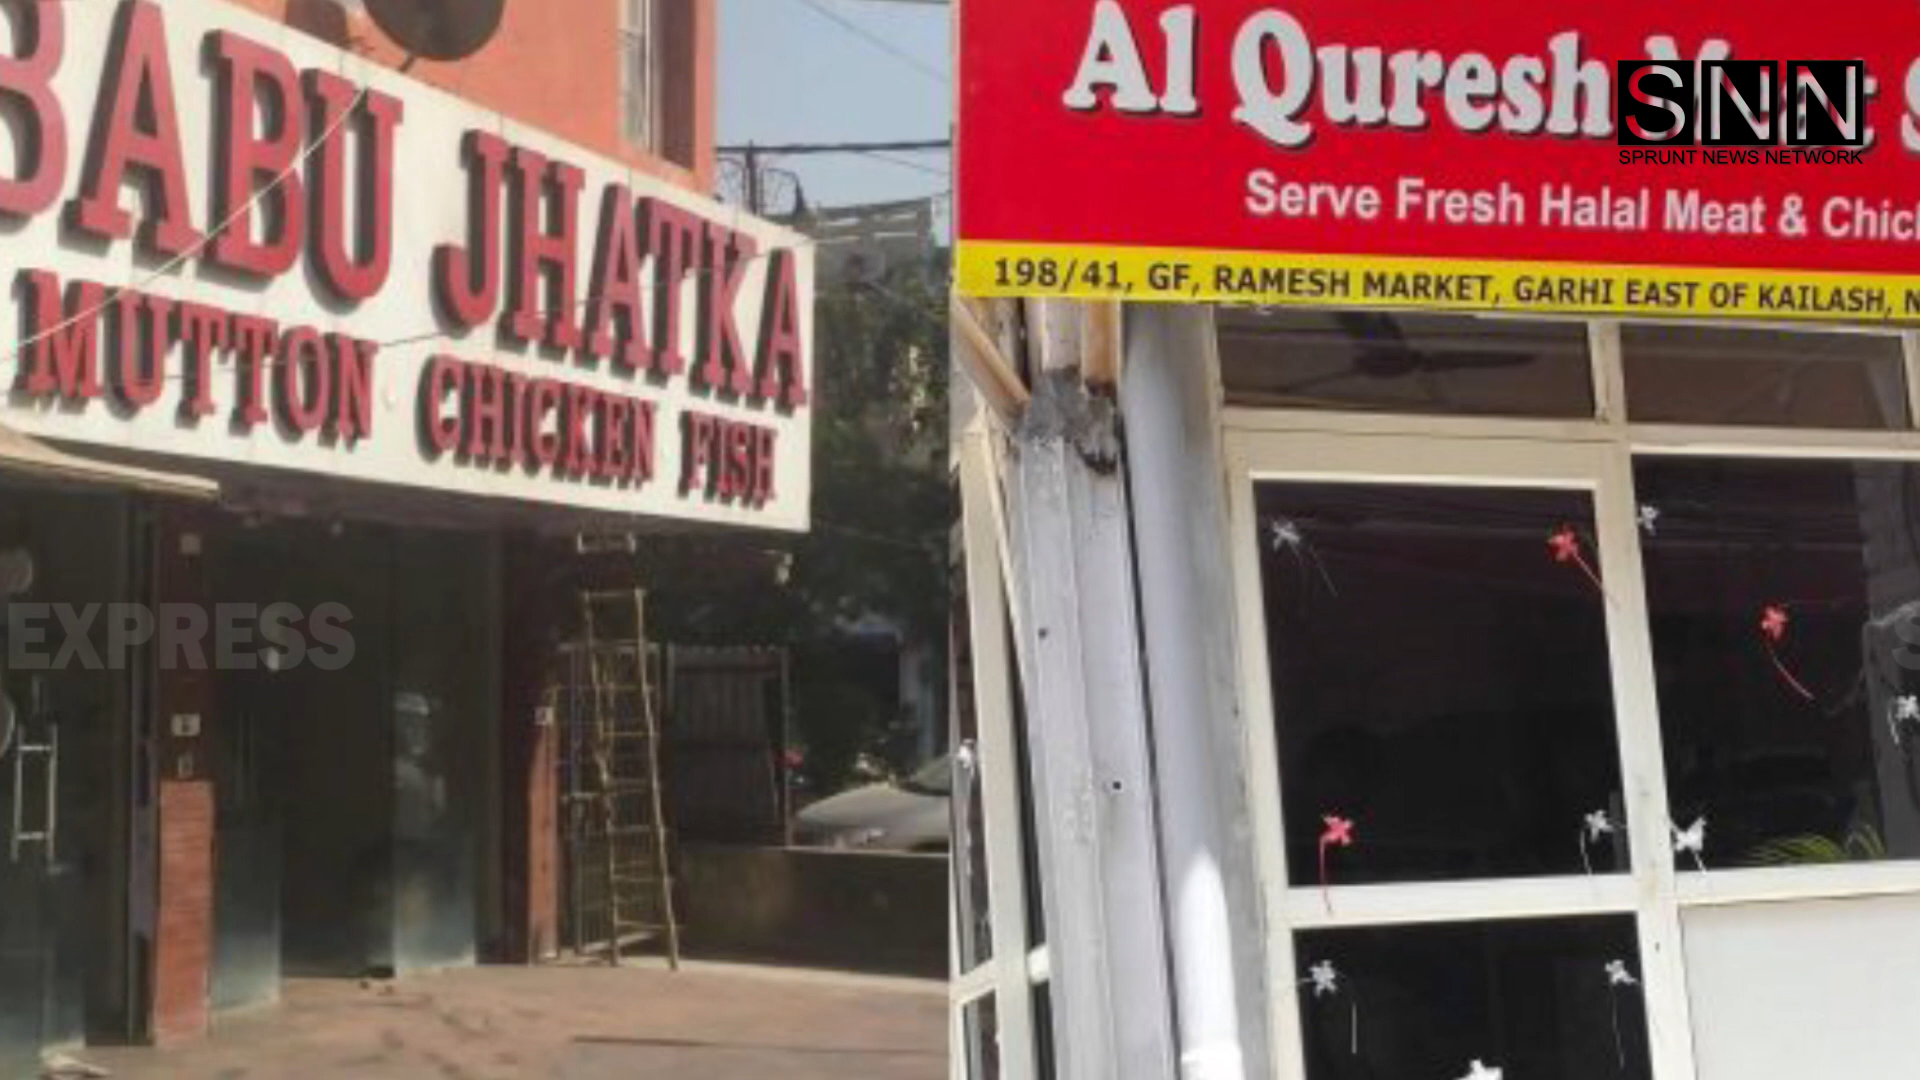 BABU JHATKA
MUTTON CHICKEN FISH
EXPRESS
Al Quresh
SNN
SPRUNT NEWS NETWORK
Serve Fresh Halal Meat &
198/41, GF, RAMESH MARKET, GARHI EAST OF KAILASH,